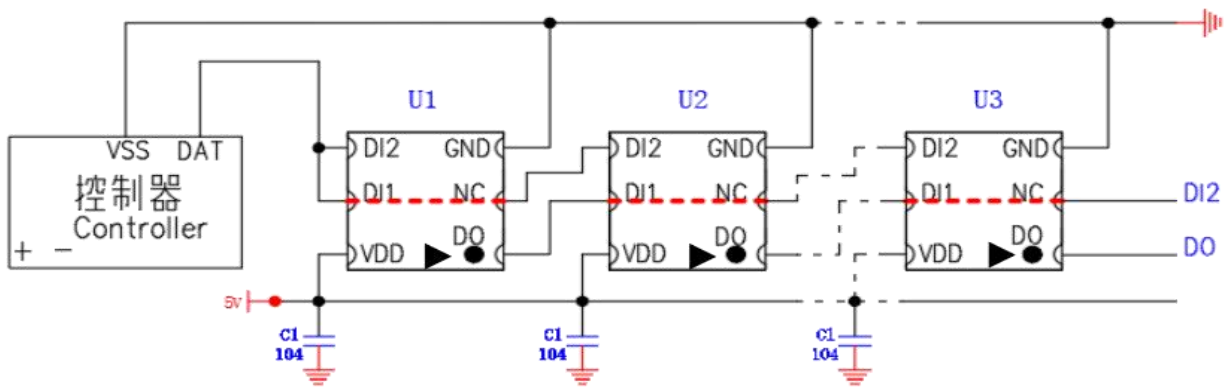 U1
U2
U3
VSS DAT
控制器
Controller
+ −
DI2 GND
DI1 NC
VDD DO
DI2 GND
DI1 NC
VDD DO
DI2 GND
DI1 NC
VDD DO
DI2
DO
5V
C1
104
C1
104
C1
104